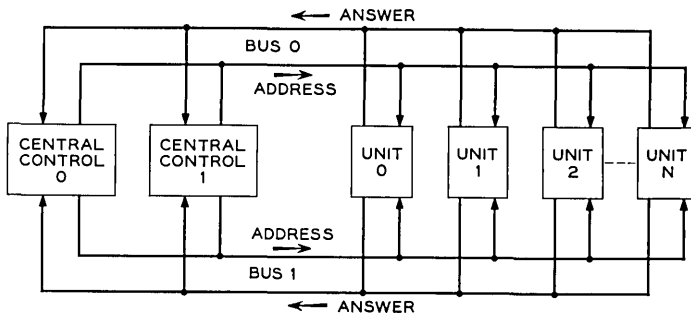 ANSWER
BUS 0
ADDRESS
CENTRAL
CONTROL
0
CENTRAL
CONTROL
1
UNIT
0
UNIT
1
UNIT
2
UNIT
N
ADDRESS
BUS 1
ANSWER